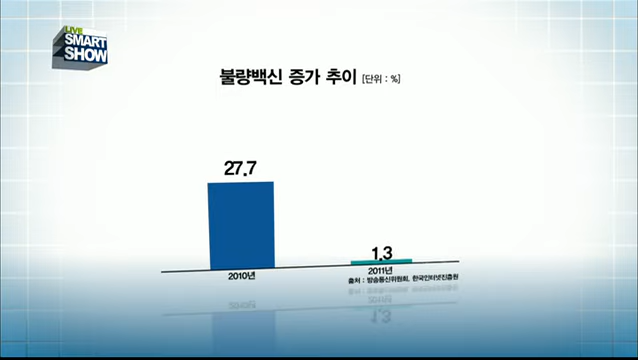 LIVE
SMART
SHOW
불량백신 증가 추이 [단위 : %]
27.7
1.3
2010년
2011년
출처 : 방송통신위원회, 한국인터넷진흥원